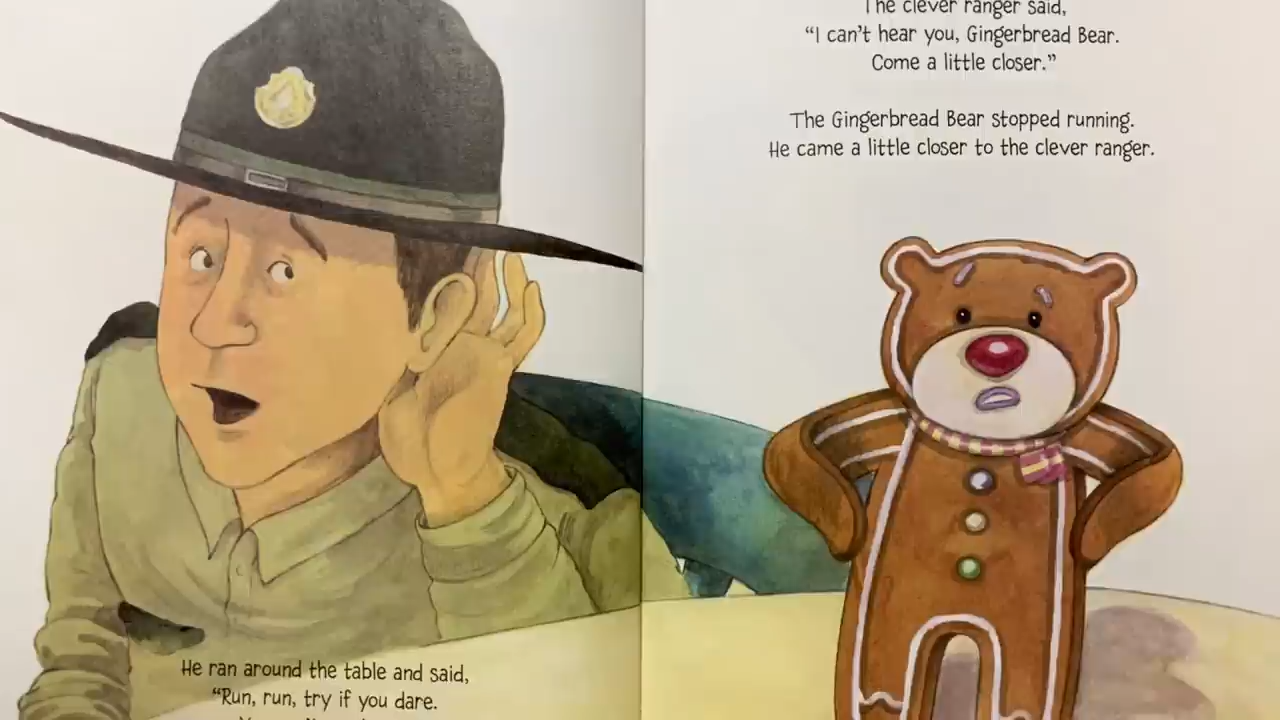 He ran around the table and said,
"Run, run, try if you dare.
The clever ranger said,
"I can't hear you, Gingerbread Bear.
Come a little closer."
The Gingerbread Bear stopped running.
He came a little closer to the clever ranger.